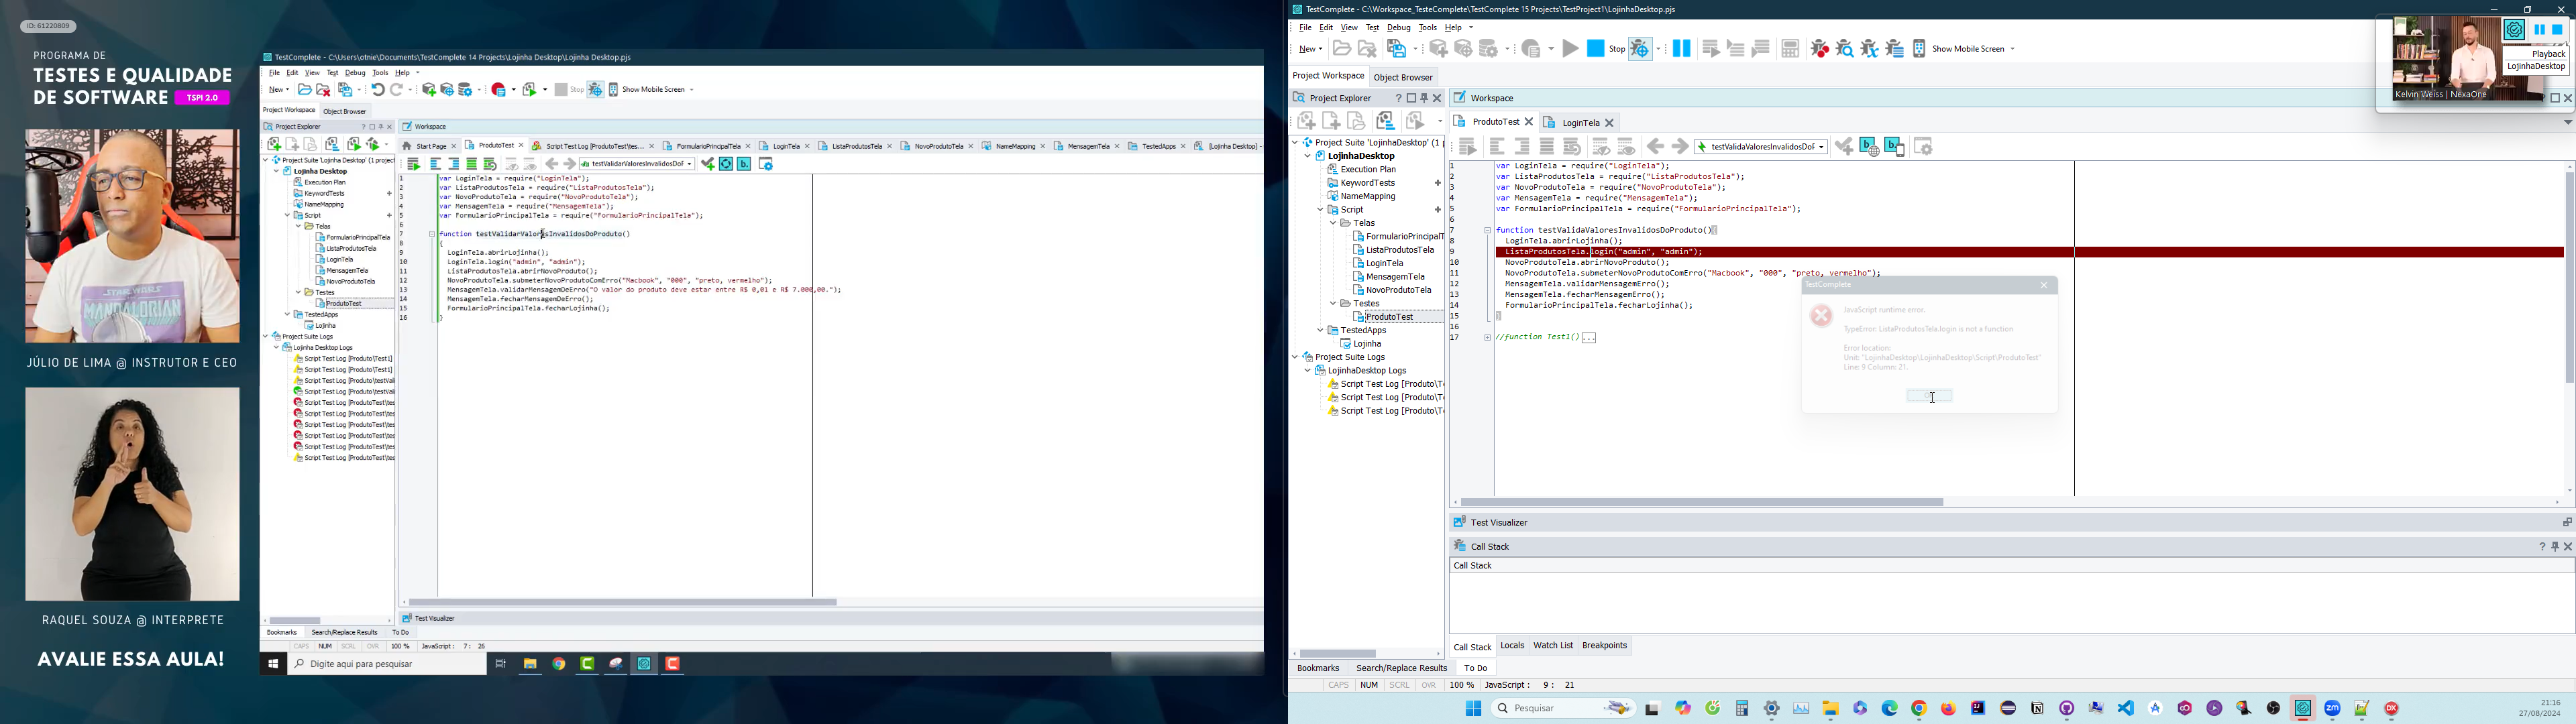 ID: 61220809
PROGRAMA DE
TESTES E QUALIDADE
DE SOFTWARE TSPI 2.0
STAR WARS
MANDALORIAN
JÚLIO DE LIMA @ INSTRUTOR E CEO
RAQUEL SOUZA @ INTERPRETE
AVALIE ESSA AULA!
TestComplete - C:\Users\otnie\Documents\TestComplete 14 Projects\Lojinha Desktop\Lojinha Desktop.pjs
File Edit View Test Debug Tools Help
New Stop Show Mobile Screen
Project Workspace Object Browser
Project Explorer
Project Suite 'Lojinha Desktop' (1 project
Lojinha Desktop
Execution Plan
KeywordTests
NameMapping
Script
Telas
FormularioPrincipalTela
ListaProdutosTela
LoginTela
MensagemTela
NovoProdutoTela
Testes
ProdutoTest
TestedApps
Lojinha
Project Suite Logs
Lojinha Desktop Logs
Script Test Log [Produto\Test1]
Script Test Log [Produto\Test1]
Script Test Log [Produto\testVali
Script Test Log [Produto\testVali
Script Test Log [ProdutoTest\tes
Script Test Log [ProdutoTest\tes
Script Test Log [ProdutoTest\tes
Script Test Log [ProdutoTest\tes
Script Test Log [ProdutoTest\tes
Script Test Log [ProdutoTest\tes
Bookmarks Search/Replace Results To Do
Workspace
Start Page ProdutoTest Script Test Log [ProdutoTest\tes... FormularioPrincipalTela LoginTela ListaProdutosTela NovoProdutoTela NameMapping MensagemTela TestedApps [Lojinha Desktop] -
testValidarValoresInvalidosDoF
1 var LoginTela = require("LoginTela");
2 var ListaProdutosTela = require("ListaProdutosTela");
3 var NovoProdutoTela = require("NovoProdutoTela");
4 var MensagemTela = require("MensagemTela");
5 var FormularioPrincipalTela = require("FormularioPrincipalTela");
6
7 function testValidarValoresInvalidosDoProduto()
8 {
9 LoginTela.abrirLojinha();
10 LoginTela.login("admin", "admin");
11 ListaProdutosTela.abrirNovoProduto();
12 NovoProdutoTela.submeterNovoProdutoComErro("Macbook", "000", "preto, vermelho");
13 MensagemTela.validarMensagemDeErro("O valor do produto deve estar entre R$ 0,01 e R$ 7.000,00.");
14 MensagemTela.fecharMensagemDeErro();
15 FormularioPrincipalTela.fecharLojinha();
16 }
Test Visualizer
CAPS NUM SCRL OVR 100 % JavaScript : 7: 26
Digite aqui para pesquisar
TestComplete - C:\Workspace_TesteComplete\TestComplete 15 Projects\TestProject1\LojinhaDesktop.pjs
File Edit View Test Debug Tools Help
New Stop Show Mobile Screen
Project Workspace Object Browser
Project Explorer
Project Suite 'LojinhaDesktop' (1 p
LojinhaDesktop
Execution Plan
KeywordTests
NameMapping
Script
Telas
FormularioPrincipalT
ListaProdutosTela
LoginTela
MensagemTela
NovoProdutoTela
Testes
ProdutoTest
TestedApps
Lojinha
Project Suite Logs
LojinhaDesktop Logs
Script Test Log [Produto\Te
Script Test Log [Produto\Te
Script Test Log [Produto\Te
Bookmarks Search/Replace Results To Do
Workspace
ProdutoTest LoginTela
testValidaValoresInvalidosDoF
1 var LoginTela = require("LoginTela");
2 var ListaProdutosTela = require("ListaProdutosTela");
3 var NovoProdutoTela = require("NovoProdutoTela");
4 var MensagemTela = require("MensagemTela");
5 var FormularioPrincipalTela = require("FormularioPrincipalTela");
6
7 function testValidaValoresInvalidosDoProduto(){
8 LoginTela.abrirLojinha();
9 ListaProdutosTela.login("admin", "admin");
10 NovoProdutoTela.abrirNovoProduto();
11 NovoProdutoTela.submeterNovoProdutoComErro("Macbook", "000", "preto, vermelho");
12 MensagemTela.validarMensagemErro();
13 MensagemTela.fecharMensagemErro();
14 FormularioPrincipalTela.fecharLojinha();
15 }
16
17 //function Test1() ...
TestComplete
JavaScript runtime error.
TypeError: ListaProdutosTela.login is not a function
Error location:
Unit: "LojinhaDesktop\LojinhaDesktop\Script\ProdutoTest"
Line: 9 Column: 21.
Kelvin Weiss | NexaOne
Playback
LojinhaDesktop
Test Visualizer
Call Stack
Call Stack
Call Stack Locals Watch List Breakpoints
CAPS NUM SCRL OVR 100 % JavaScript : 9: 21
Pesquisar
21:16
27/08/2024